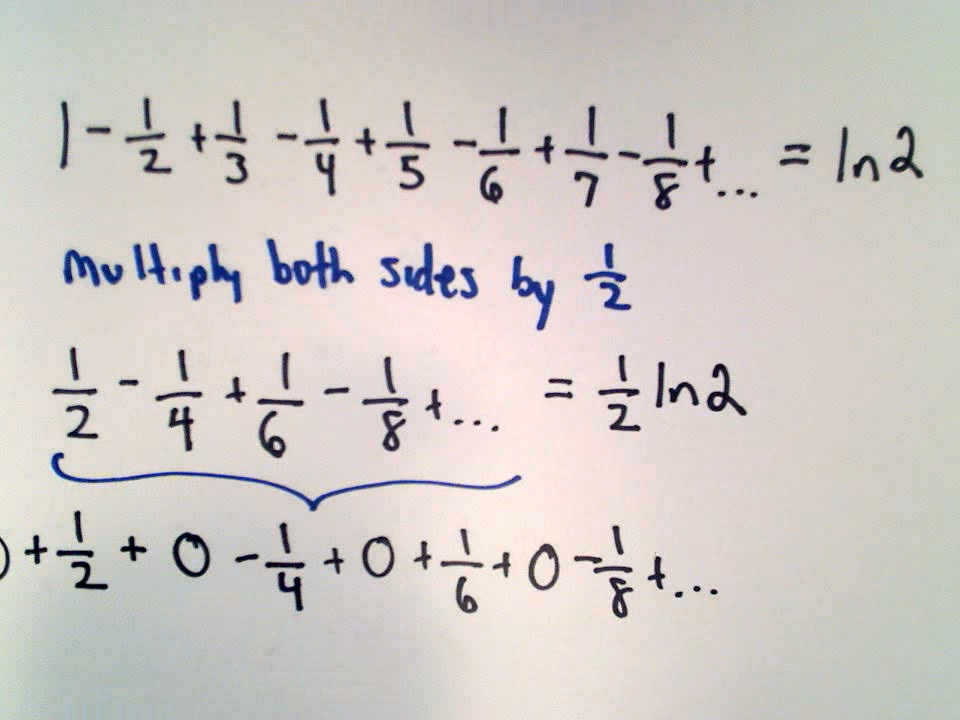 1 - 1/2 + 1/3 - 1/4 + 1/5 - 1/6 + 1/7 - 1/8 + ... = ln 2
multiply both sides by 1/2
1/2 - 1/4 + 1/6 - 1/8 + ... = 1/2 ln 2
0 + 1/2 + 0 - 1/4 + 0 + 1/6 + 0 - 1/8 + ...